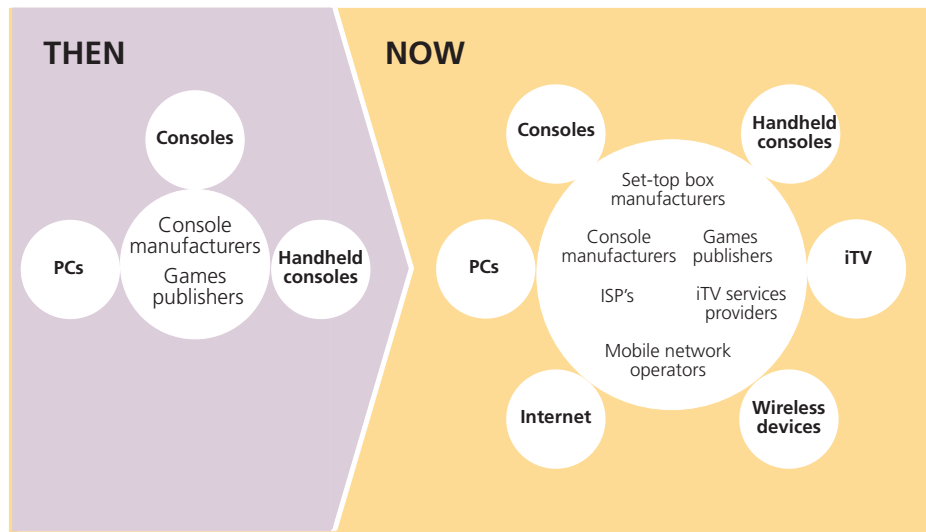 THEN
Consoles
PCs
Console
manufacturers
Games
publishers
Handheld
consoles
NOW
Consoles
Handheld
consoles
Set-top box
manufacturers
Console
manufacturers
Games
publishers
PCs
iTV
ISP's
iTV services
providers
Mobile network
operators
Internet
Wireless
devices